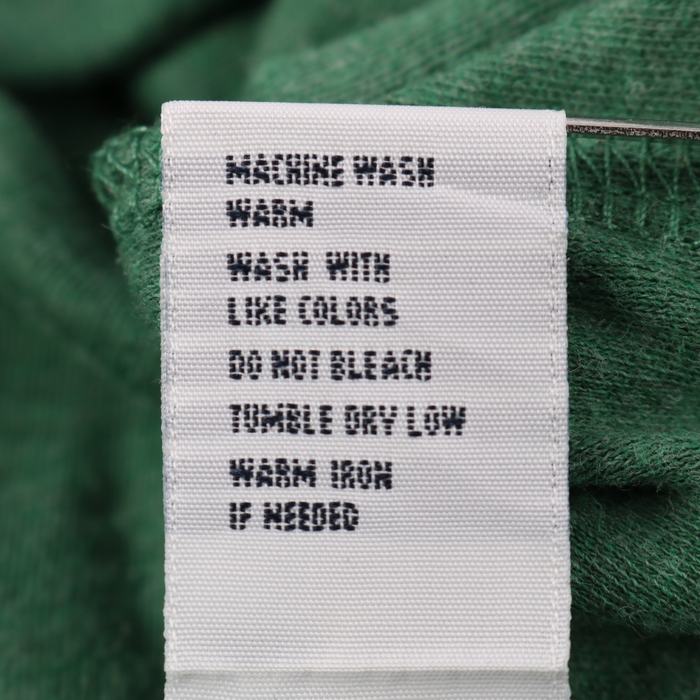 MACHINE WASH
WARM
WASH WITH
LIKE COLORS
DO NOT BLEACH
TUMBLE DRY LOW
WARM IRON
IF NEEDED